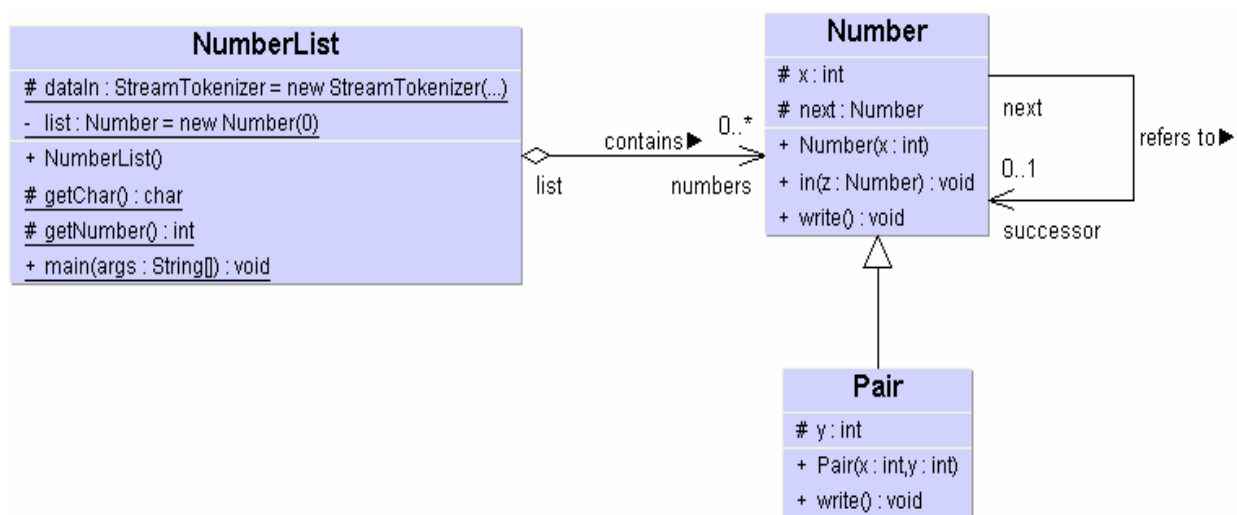 NumberList
# dataIn : StreamTokenizer = new StreamTokenizer(...)
- list : Number = new Number(0)
+ NumberList()
# getChar() : char
# getNumber() : int
+ main(args : String[]) : void
contains▶
0..*
list
numbers
Number
# x : int
# next : Number
+ Number(x : int)
+ in(z : Number) : void
+ write() : void
next
refers to▶
0..1
successor
Pair
# y : int
+ Pair(x : int,y : int)
+ write() : void